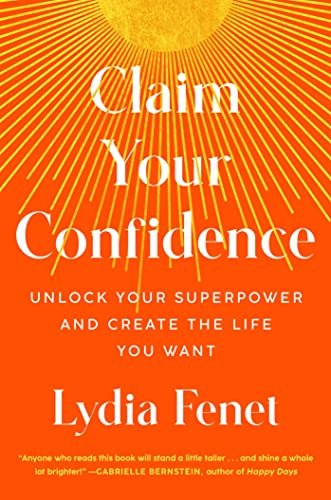 Claim
Your
Confidence
UNLOCK YOUR SUPERPOWER
AND CREATE THE LIFE
YOU WANT
Lydia Fenet
"Anyone who reads this book will stand a little taller . . . and shine a whole
lot brighter!" —GABRIELLE BERNSTEIN, author of Happy Days